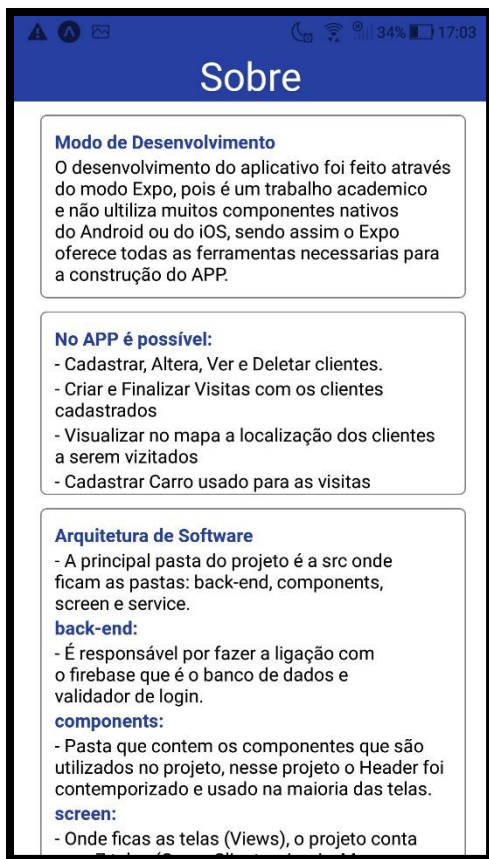 34% 17:03
Sobre
Modo de Desenvolvimento
O desenvolvimento do aplicativo foi feito através
do modo Expo, pois é um trabalho academico
e não ultiliza muitos componentes nativos
do Android ou do iOS, sendo assim o Expo
oferece todas as ferramentas necessarias para
a construção do APP.
No APP é possível:
- Cadastrar, Altera, Ver e Deletar clientes.
- Criar e Finalizar Visitas com os clientes
cadastrados
- Visualizar no mapa a localização dos clientes
a serem vizitados
- Cadastrar Carro usado para as visitas
Arquitetura de Software
- A principal pasta do projeto é a src onde
ficam as pastas: back-end, components,
screen e service.
back-end:
- É responsável por fazer a ligação com
o firebase que é o banco de dados e
validador de login.
components:
- Pasta que contem os componentes que são
utilizados no projeto, nesse projeto o Header foi
contemporizado e usado na maioria das telas.
screen:
- Onde ficas as telas (Views), o projeto conta